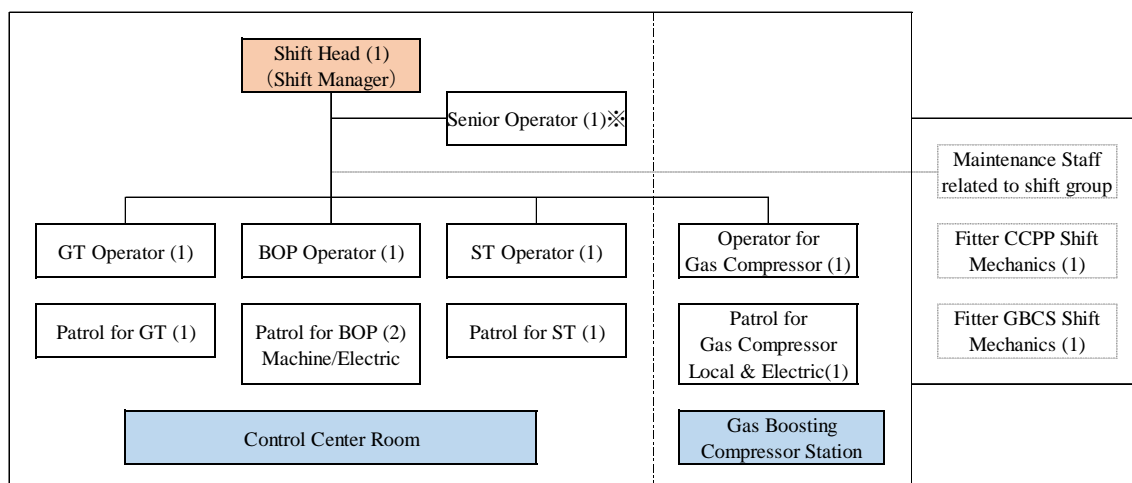 Shift Head (1)
（Shift Manager）
Senior Operator (1)※
Maintenance Staff
related to shift group
GT Operator (1)
BOP Operator (1)
ST Operator (1)
Operator for
Gas Compressor (1)
Fitter CCPP Shift
Mechanics (1)
Patrol for GT (1)
Patrol for BOP (2)
Machine/Electric
Patrol for ST (1)
Patrol for
Gas Compressor
Local & Electric(1)
Fitter GBCS Shift
Mechanics (1)
Control Center Room
Gas Boosting
Compressor Station